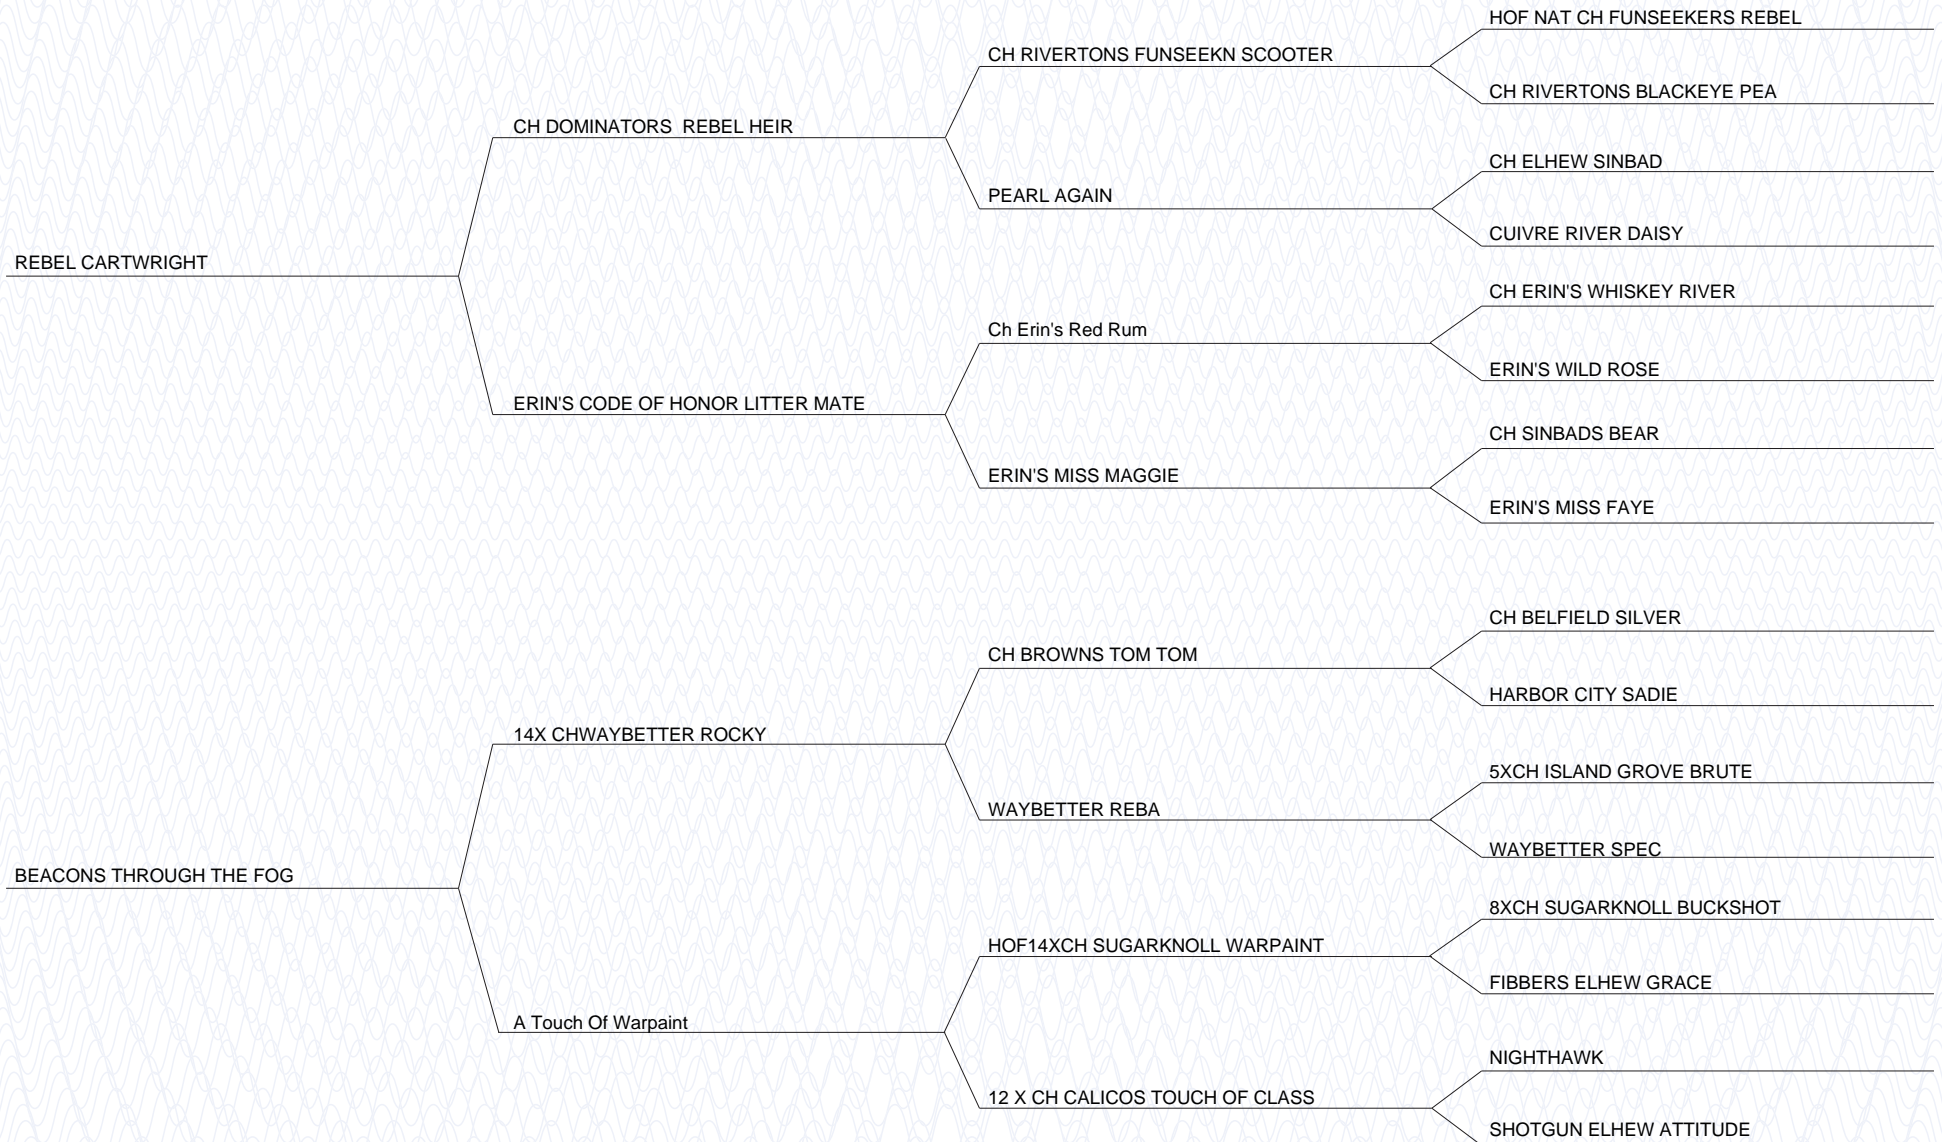 HOF NAT CH FUNSEEKERS REBEL
CH RIVERTONS FUNSEEKN SCOOTER
CH RIVERTONS BLACKEYE PEA
CH DOMINATORS  REBEL HEIR
CH ELHEW SINBAD
PEARL AGAIN
CUIVRE RIVER DAISY
REBEL CARTWRIGHT
CH ERIN'S WHISKEY RIVER
Ch Erin's Red Rum
ERIN'S WILD ROSE
ERIN'S CODE OF HONOR LITTER MATE
CH SINBADS BEAR
ERIN'S MISS MAGGIE
ERIN'S MISS FAYE
CH BELFIELD SILVER
CH BROWNS TOM TOM
HARBOR CITY SADIE
14X CHWAYBETTER ROCKY
5XCH ISLAND GROVE BRUTE
WAYBETTER REBA
WAYBETTER SPEC
BEACONS THROUGH THE FOG
8XCH SUGARKNOLL BUCKSHOT
HOF14XCH SUGARKNOLL WARPAINT
FIBBERS ELHEW GRACE
A Touch Of Warpaint
NIGHTHAWK
12 X CH CALICOS TOUCH OF CLASS
SHOTGUN ELHEW ATTITUDE